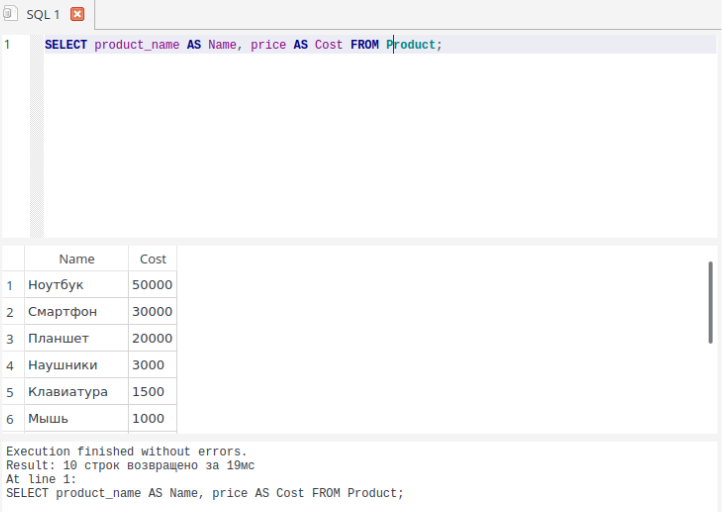 SQL 1
1 SELECT product_name AS Name, price AS Cost FROM Product;
Name Cost
1 Ноутбук 50000
2 Смартфон 30000
3 Планшет 20000
4 Наушники 3000
5 Клавиатура 1500
6 Мышь 1000
Execution finished without errors.
Result: 10 строк возвращено за 19мс
At line 1:
SELECT product_name AS Name, price AS Cost FROM Product;